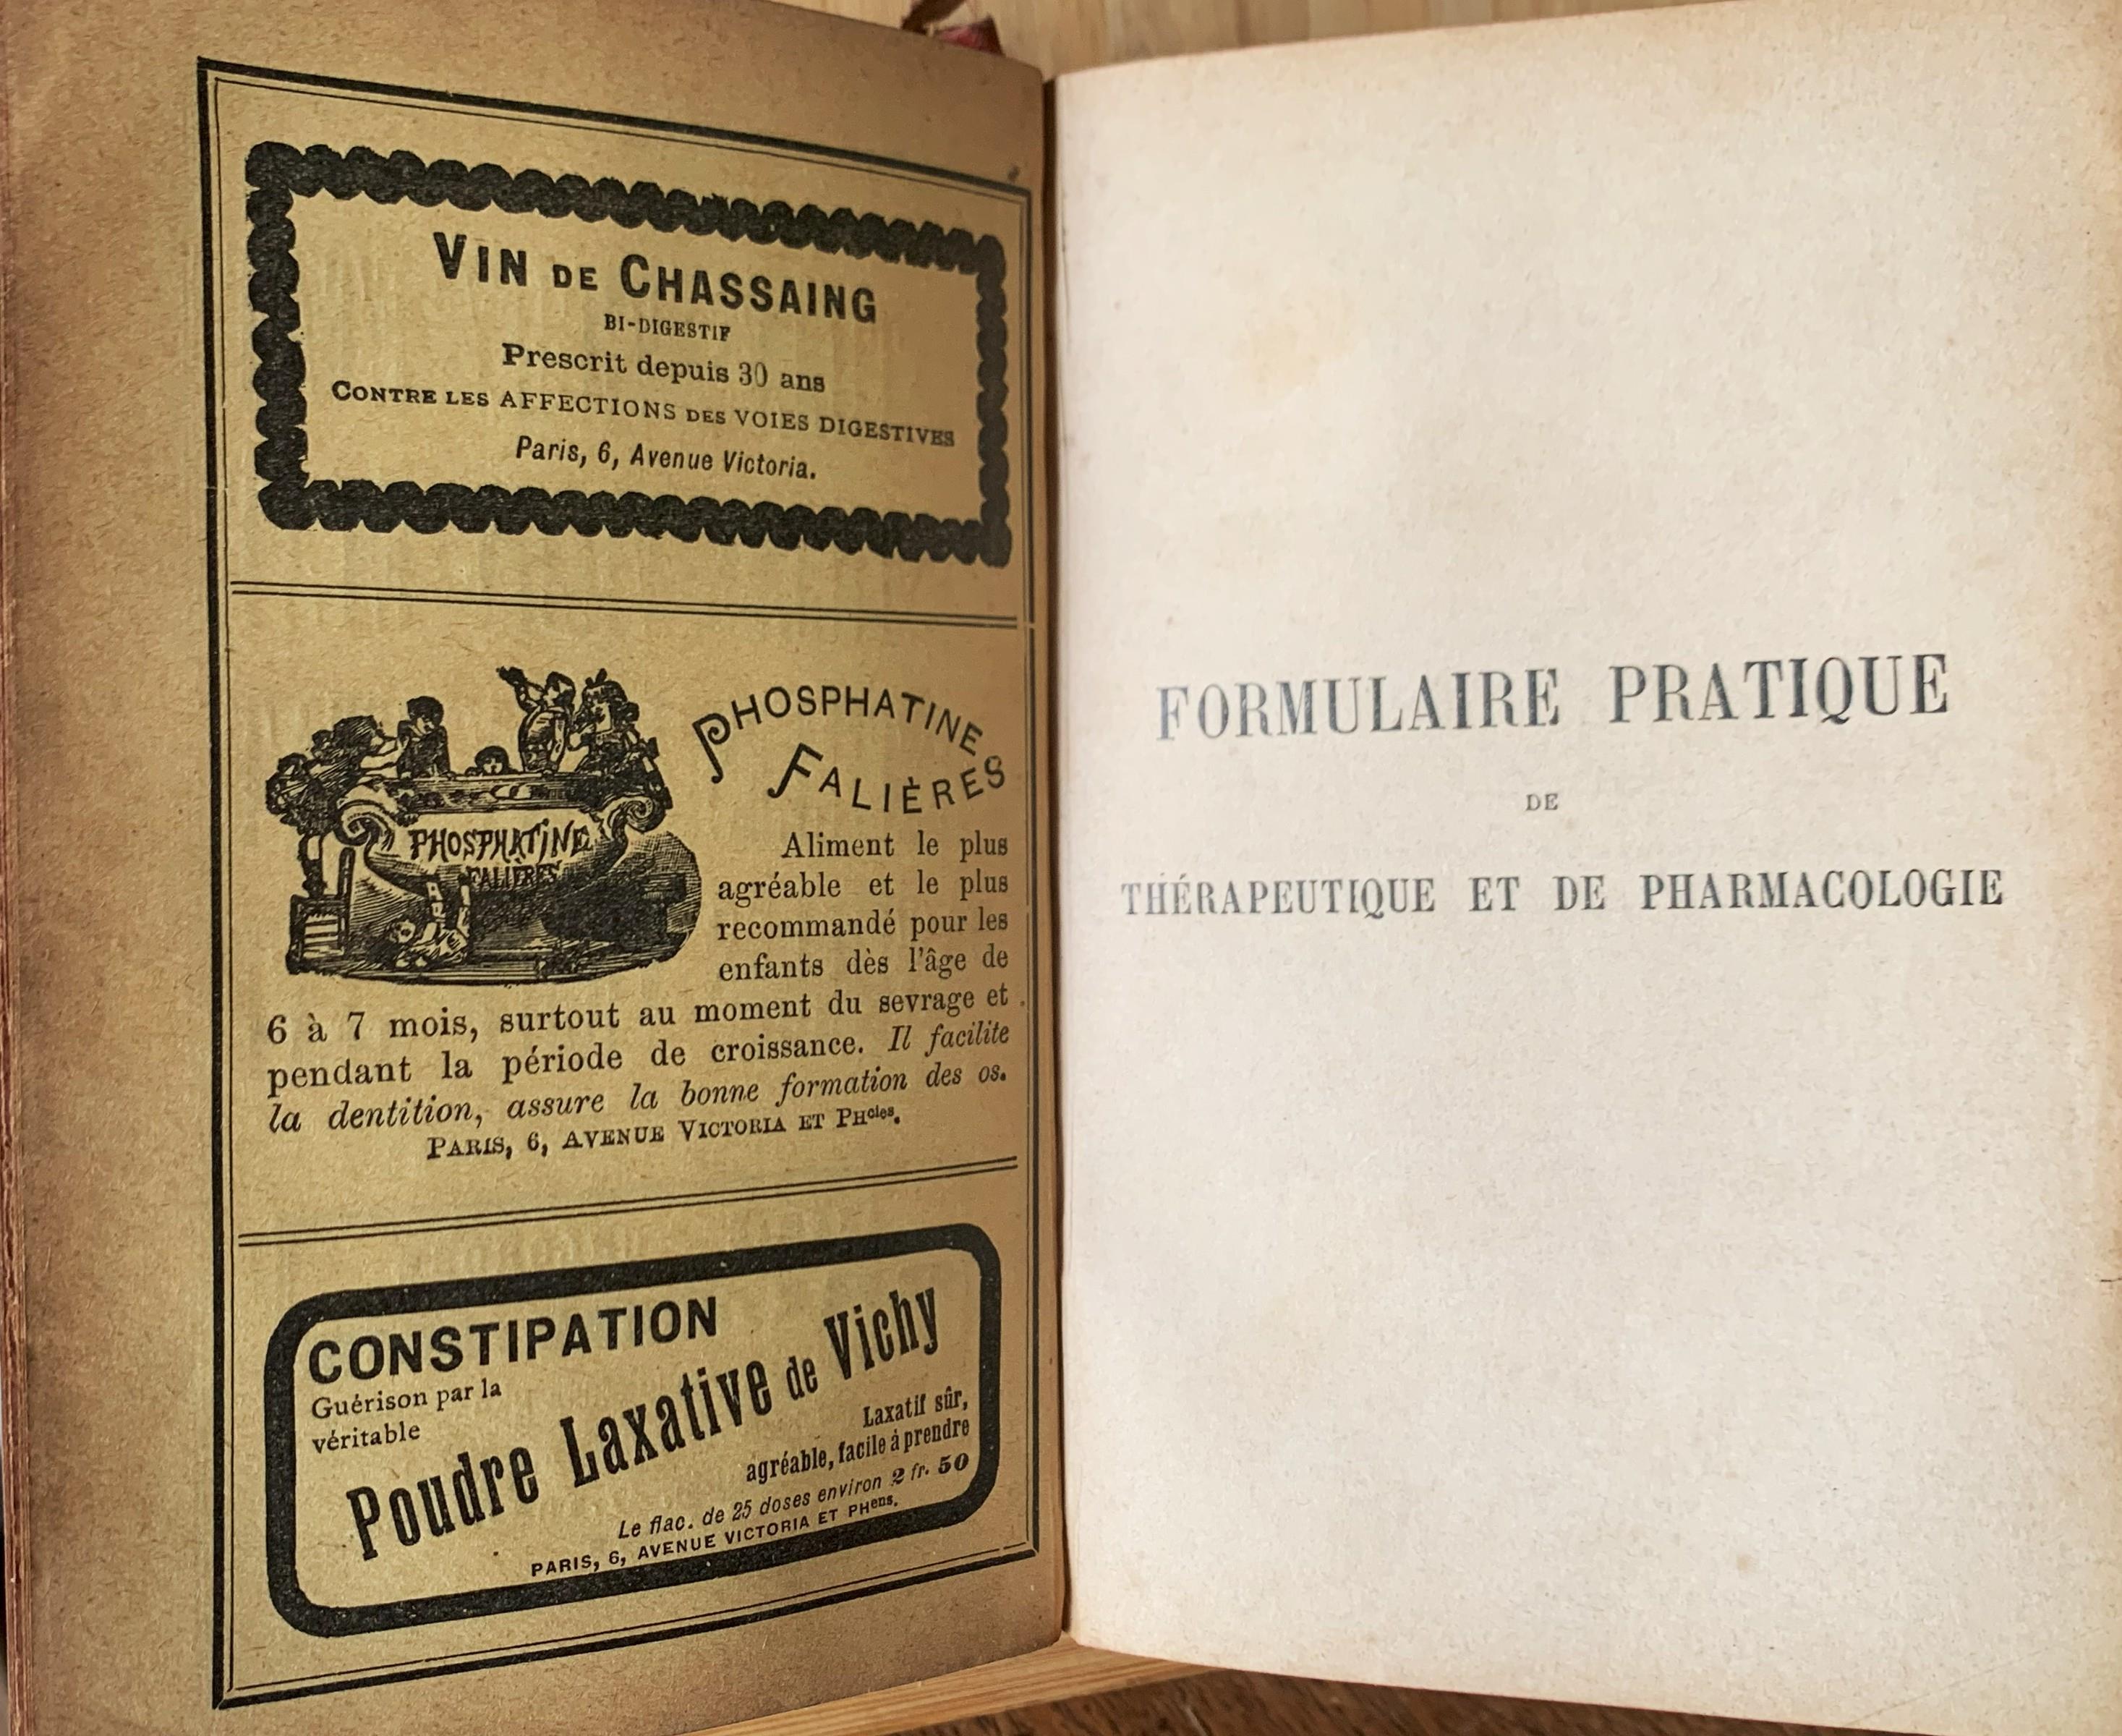 VIN DE CHASSAING
BI-DIGESTIF
Prescrit depuis 30 ans
CONTRE LES AFFECTIONS DES VOIES DIGESTIVES
Paris, 6, Avenue Victoria.
PHOSPHATINE
FALIÈRES
PHOSPHATINE
FALIÈRES
Aliment le plus
agréable et le plus
recommandé pour les
enfants dès l'âge de
6 à 7 mois, surtout au moment du sevrage et
pendant la période de croissance. Il facilite
la dentition, assure la bonne formation des os.
PARIS, 6, AVENUE VICTORIA ET PHcies.
CONSTIPATION
Guérison par la
véritable
Poudre Laxative de Vichy
Laxatif sûr,
agréable, facile à prendre
Le flac. de 25 doses environ 2 fr. 50
PARIS, 6, AVENUE VICTORIA ET PHens.
FORMULAIRE PRATIQUE
DE
THÉRAPEUTIQUE ET DE PHARMACOLOGIE